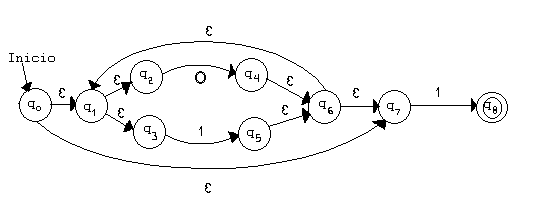 ε
Inicio
q2 q4
ε 0 ε
q0 ε q1 q6 ε q7 1 q8
ε 1 ε
q3 q5
ε